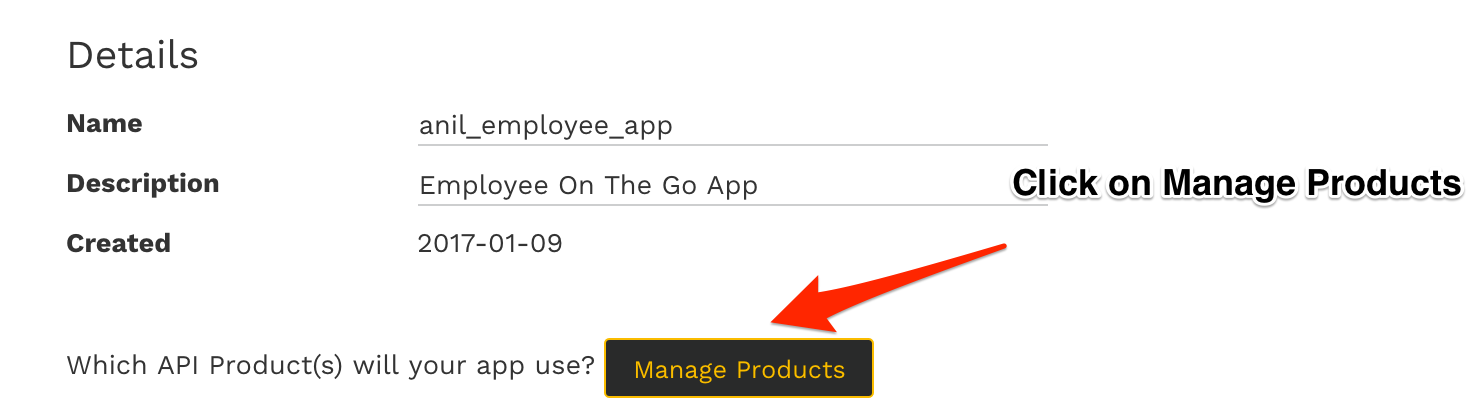 Details
Name anil_employee_app
Description Employee On The Go App
Click on Manage Products
Created 2017-01-09
Which API Product(s) will your app use? Manage Products